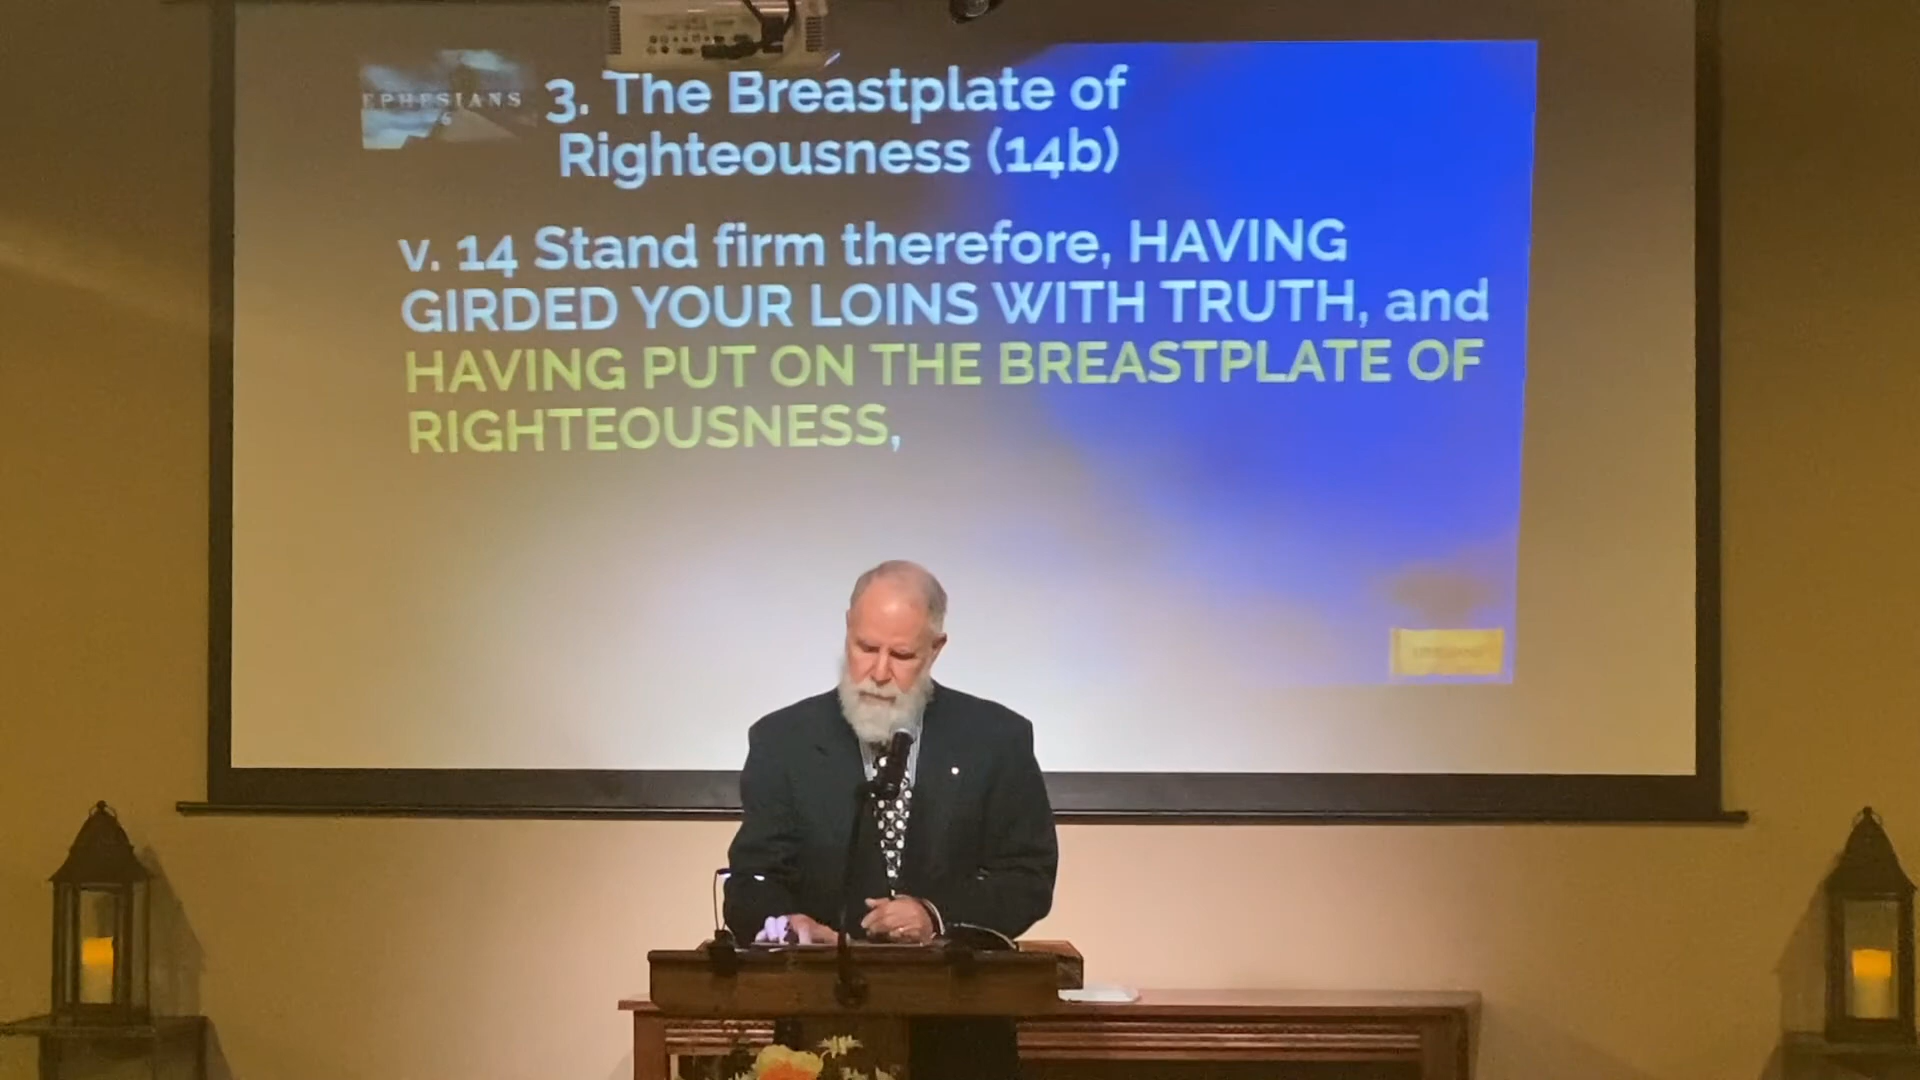 EPHESIANS
6
3. The Breastplate of
Righteousness (14b)
v. 14 Stand firm therefore, HAVING
GIRDED YOUR LOINS WITH TRUTH, and
HAVING PUT ON THE BREASTPLATE OF
RIGHTEOUSNESS,